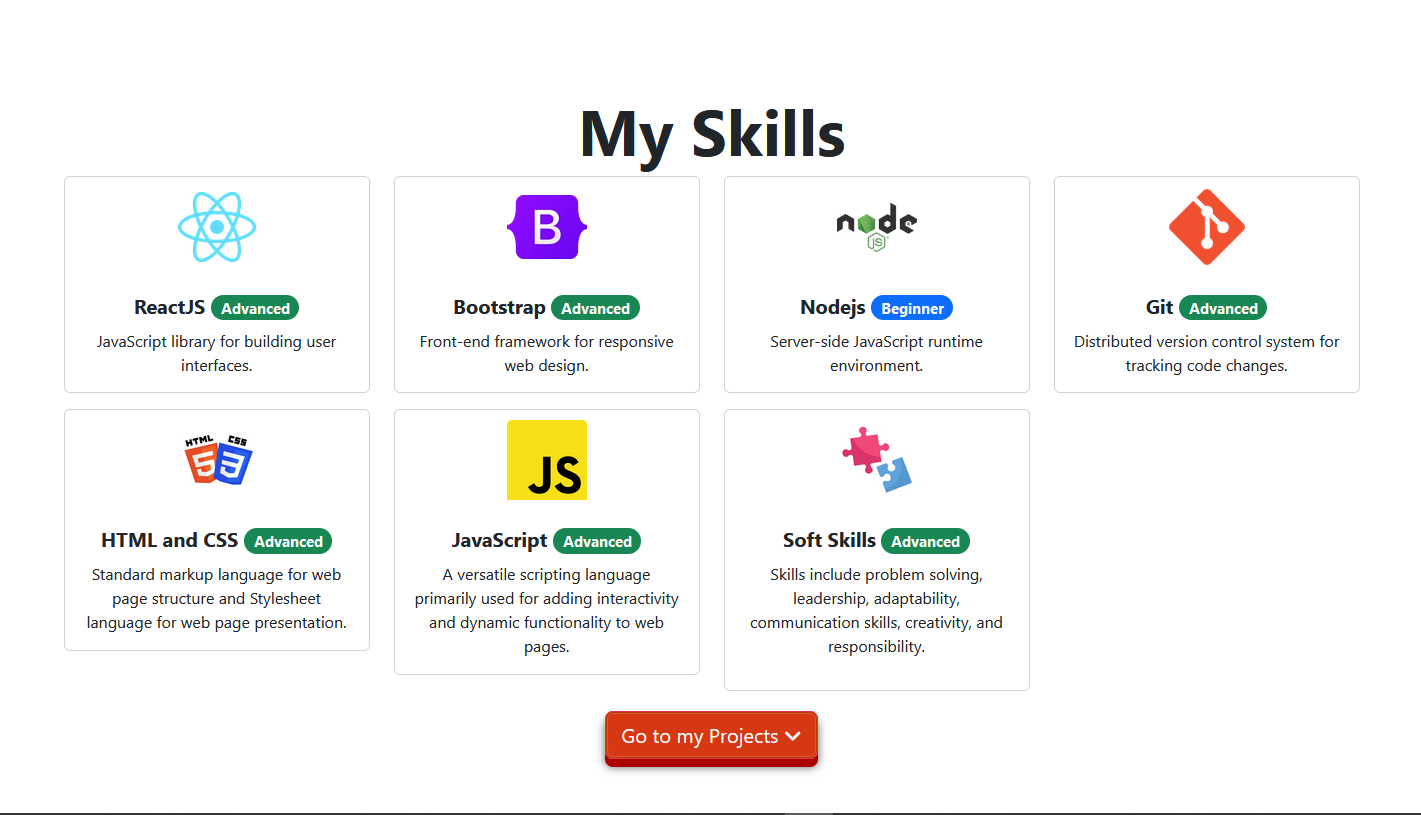 My Skills
B
node
JS
ReactJS Advanced
JavaScript library for building user
interfaces.
Bootstrap Advanced
Front-end framework for responsive
web design.
Nodejs Beginner
Server-side JavaScript runtime
environment.
Git Advanced
Distributed version control system for
tracking code changes.
HTML CSS
5 3
HTML and CSS Advanced
Standard markup language for web
page structure and Stylesheet
language for web page presentation.
JS
JavaScript Advanced
A versatile scripting language
primarily used for adding interactivity
and dynamic functionality to web
pages.
Soft Skills Advanced
Skills include problem solving,
leadership, adaptability,
communication skills, creativity, and
responsibility.
Go to my Projects